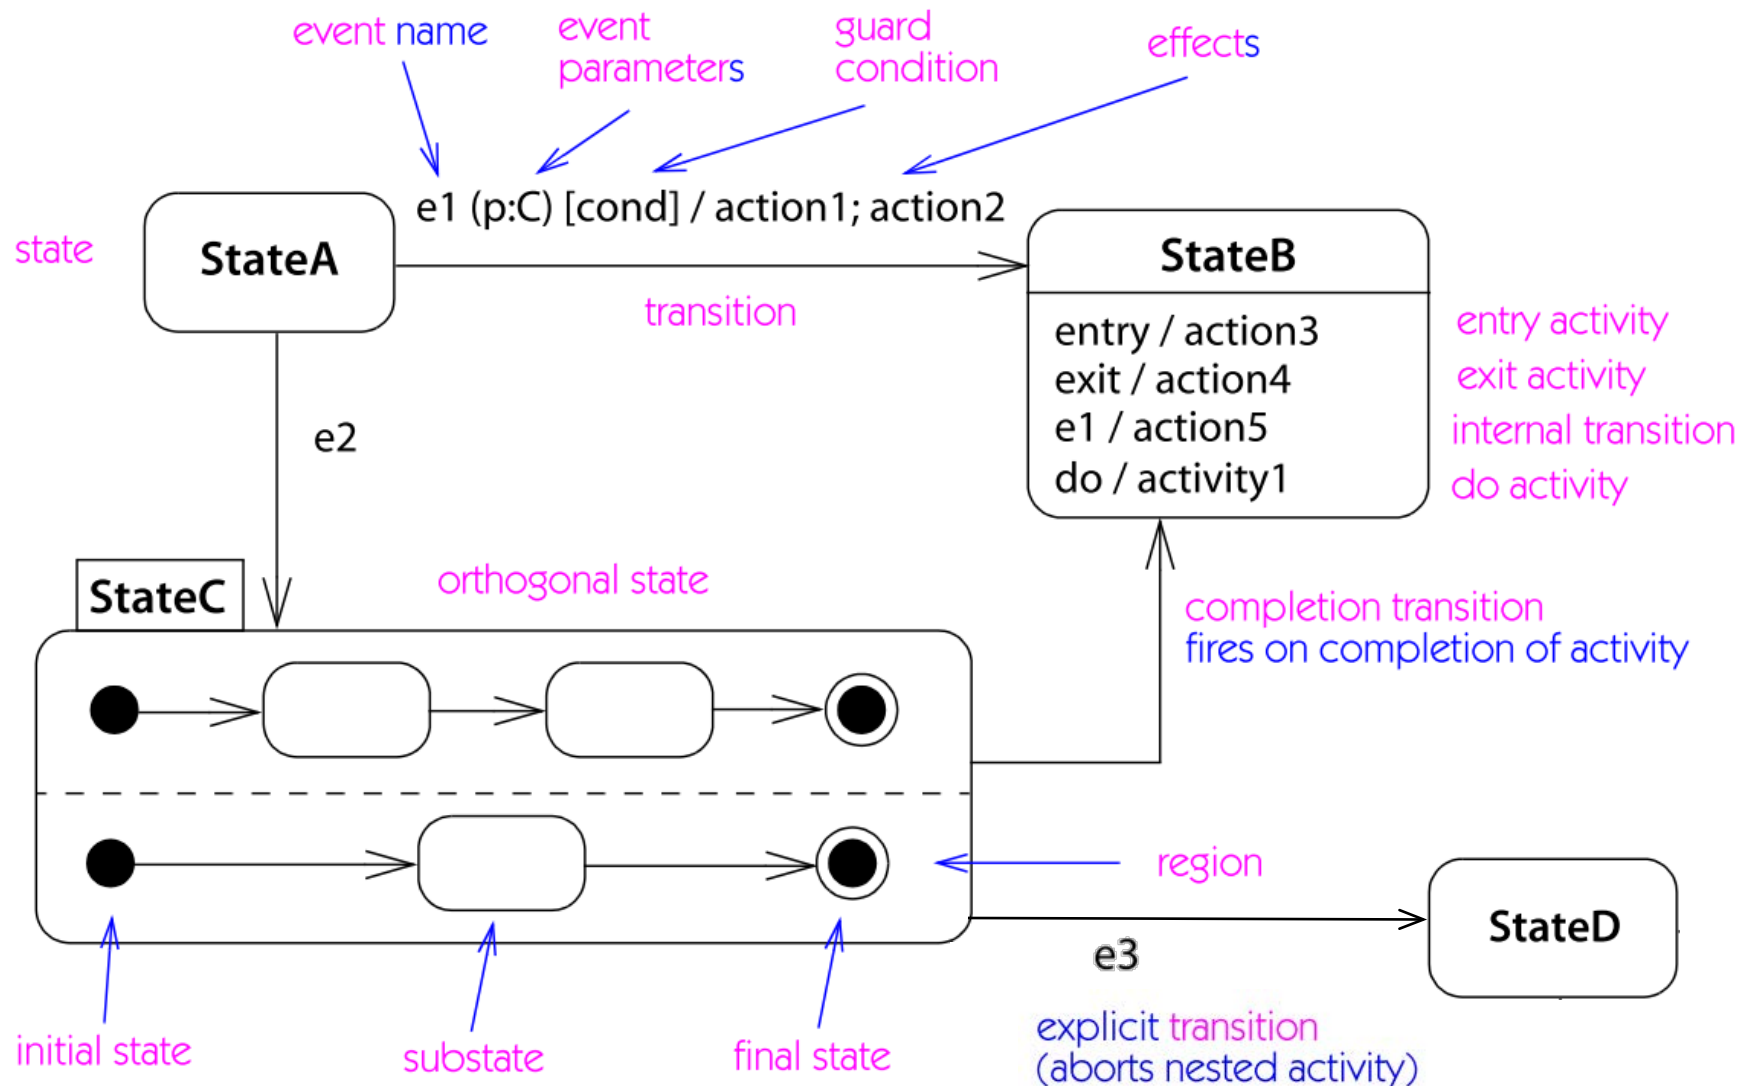 event name
event
parameters
guard
condition
effects
e1 (p:C) [cond] / action1; action2
state
StateA
transition
StateB
entry / action3
exit / action4
e1 / action5
do / activity1
entry activity
exit activity
internal transition
do activity
e2
StateC
orthogonal state
completion transition
fires on completion of activity
region
StateD
e3
explicit transition
(aborts nested activity)
initial state
substate
final state